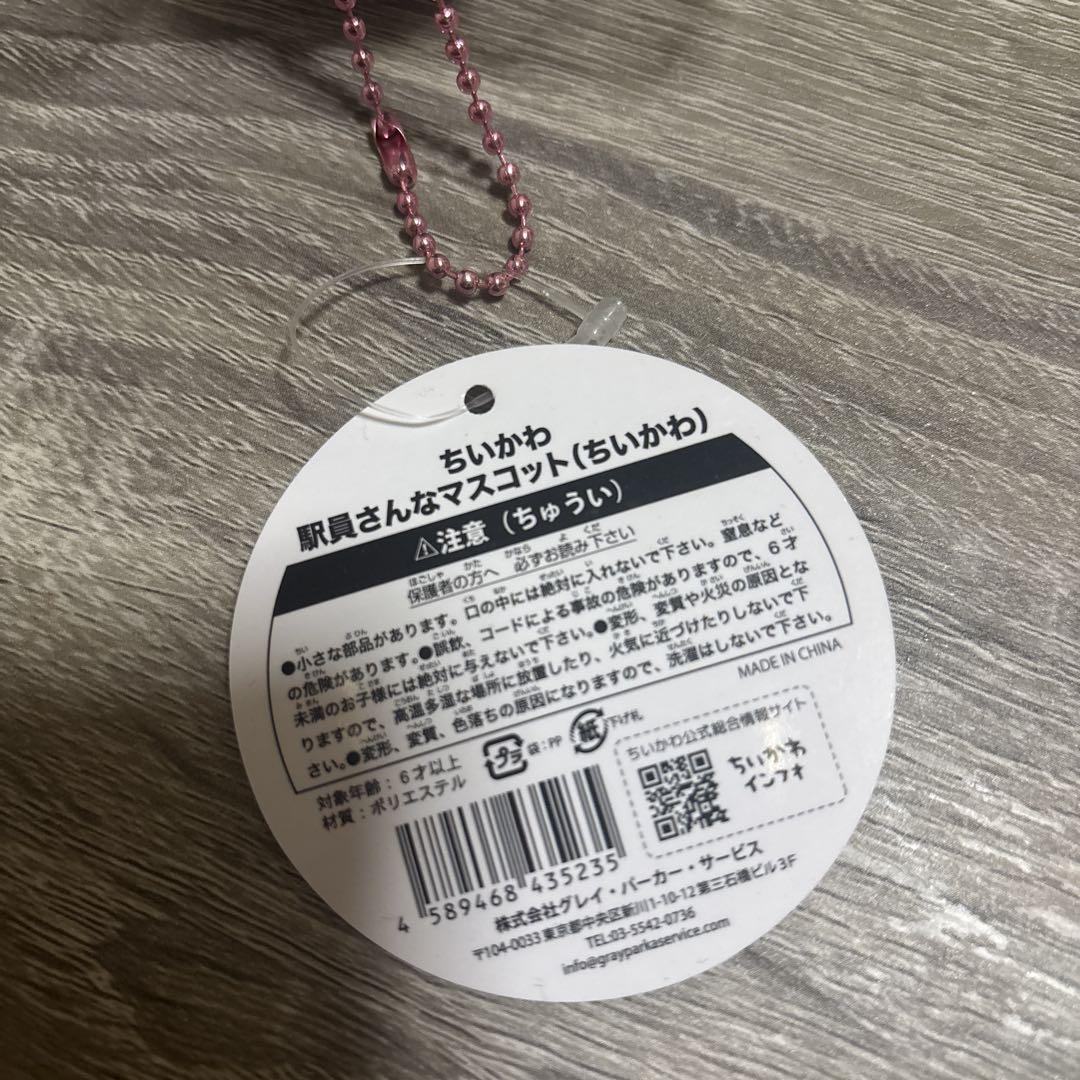 ちいかわ
駅員さんなマスコット(ちいかわ)
⚠注意(ちゅうい)
保護者の方へ 必ずお読み下さい
●小さな部品があります。口の中には絶対に入れないで下さい。窒息など
の危険があります。●誤飲、コードによる事故の危険がありますので、6才
未満のお子様には絶対に与えないで下さい。●変形、変質や火災の原因とな
りますので、高温多湿な場所に放置したり、火気に近づけたりしないで下
さい。●変形、変質、色落ちの原因になりますので、洗濯はしないで下さい。
MADE IN CHINA
対象年齢:6才以上
材質:ポリエステル
プラ 袋:PP 紙 下げ札
ちいかわ公式総合情報サイト
ちいかわ
インフォ
4 589468 435235
株式会社グレイ・パーカー・サービス
〒104-0033 東京都中央区新川1-10-12 第三石橋ビル3F
TEL:03-5542-0736
info@grayparkaservice.com